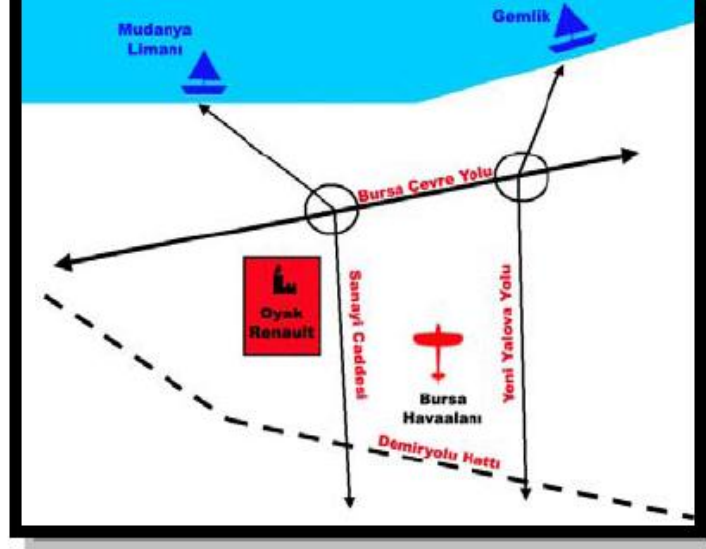 Mudanya
Limanı
Gemlik
Bursa Çevre Yolu
Oyak
Renault
Sanayi Caddesi
Yeni Yalova Yolu
Bursa
Havaalanı
Demiryolu Hattı